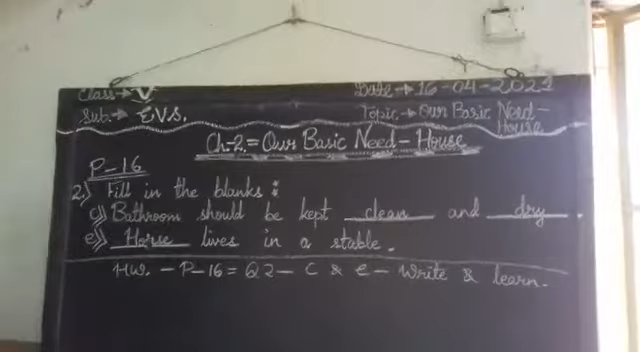 Class → V
Date → 16-04-2021
Sub. → EVS.
Topic. → Our Basic Need - House
Ch-2. = Our Basic Need - House
P-16
2.) Fill in the blanks :
c) Bathroom should be kept clean and dry.
e) Horse lives in a stable.
H.W. - P-16 = Q2 - C & e - Write & learn.